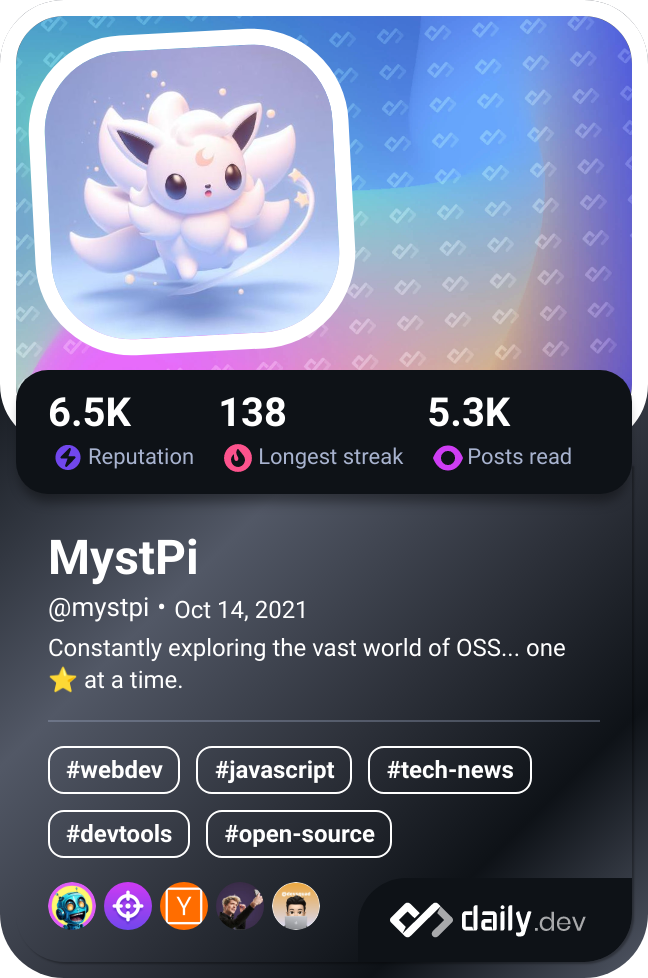 6.5K 138 5.3K
Reputation Longest streak Posts read
MystPi
@mystpi • Oct 14, 2021
Constantly exploring the vast world of OSS... one
⭐ at a time.
#webdev #javascript #tech-news
#devtools #open-source
Y
daily.dev